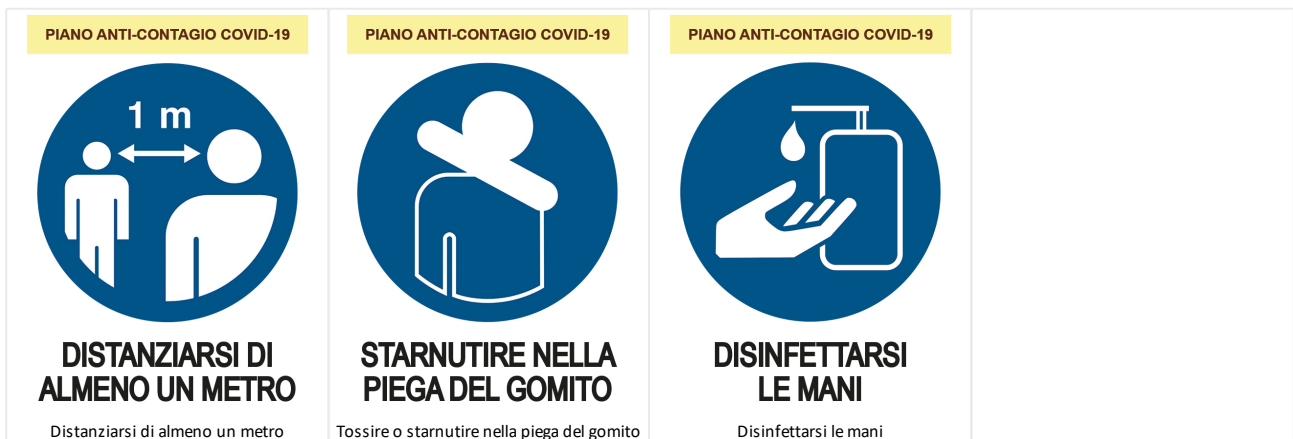 PIANO ANTI-CONTAGIO COVID-19
1 m
DISTANZIARSI DI
ALMENO UN METRO
Distanziarsi di almeno un metro
PIANO ANTI-CONTAGIO COVID-19
STARNUTIRE NELLA
PIEGA DEL GOMITO
Tossire o starnutire nella piega del gomito
PIANO ANTI-CONTAGIO COVID-19
DISINFETTARSI
LE MANI
Disinfettarsi le mani